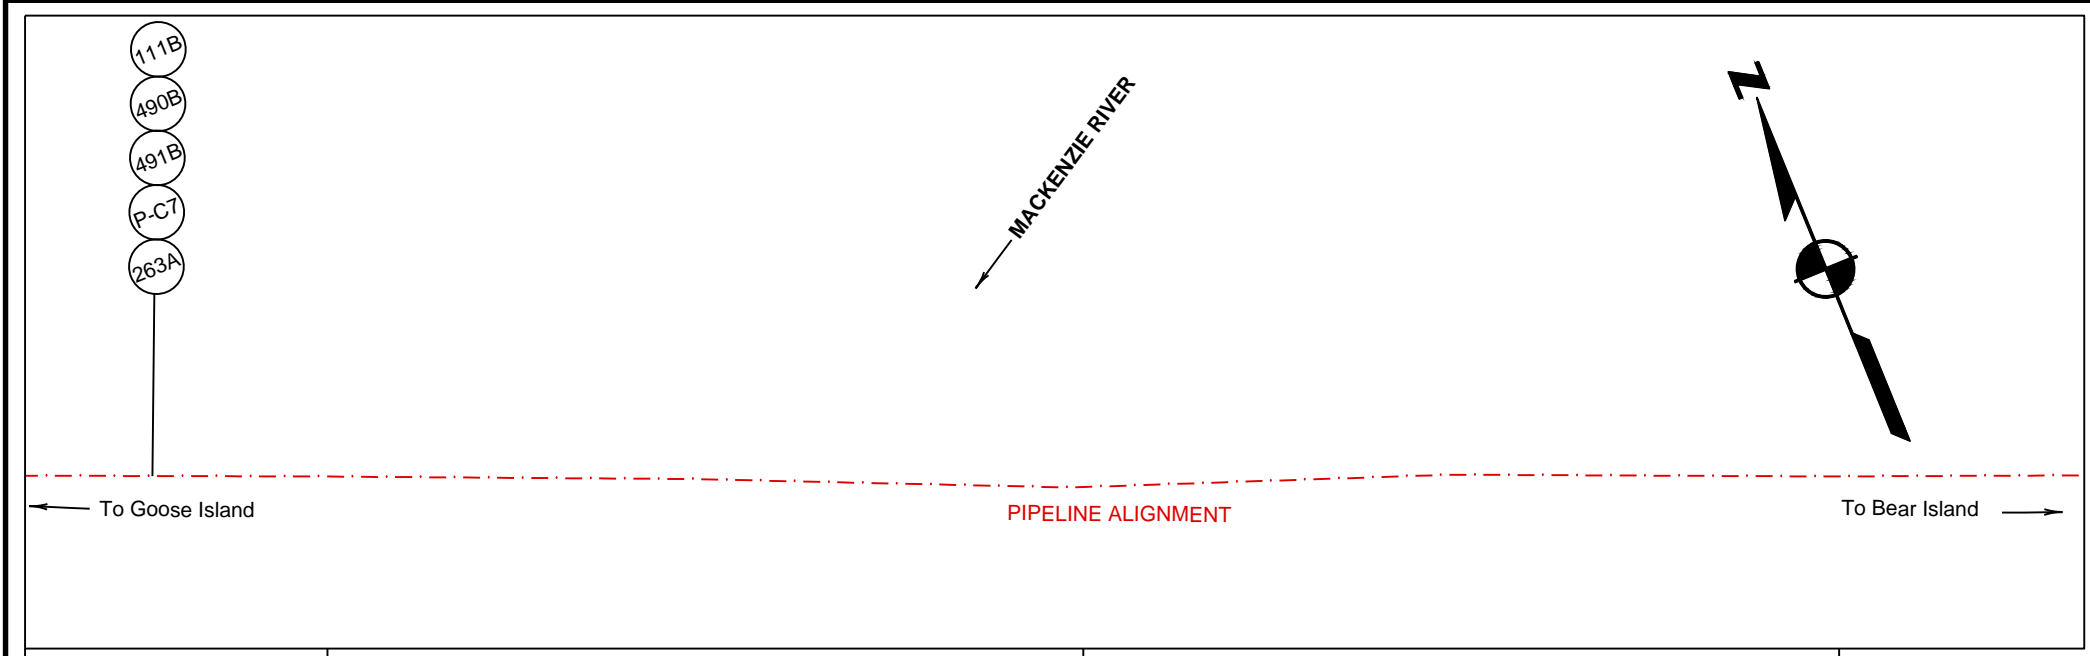 111B
490B
491B
P-C7
263A
MACKENZIE RIVER
N
To Goose Island
PIPELINE ALIGNMENT
To Bear Island